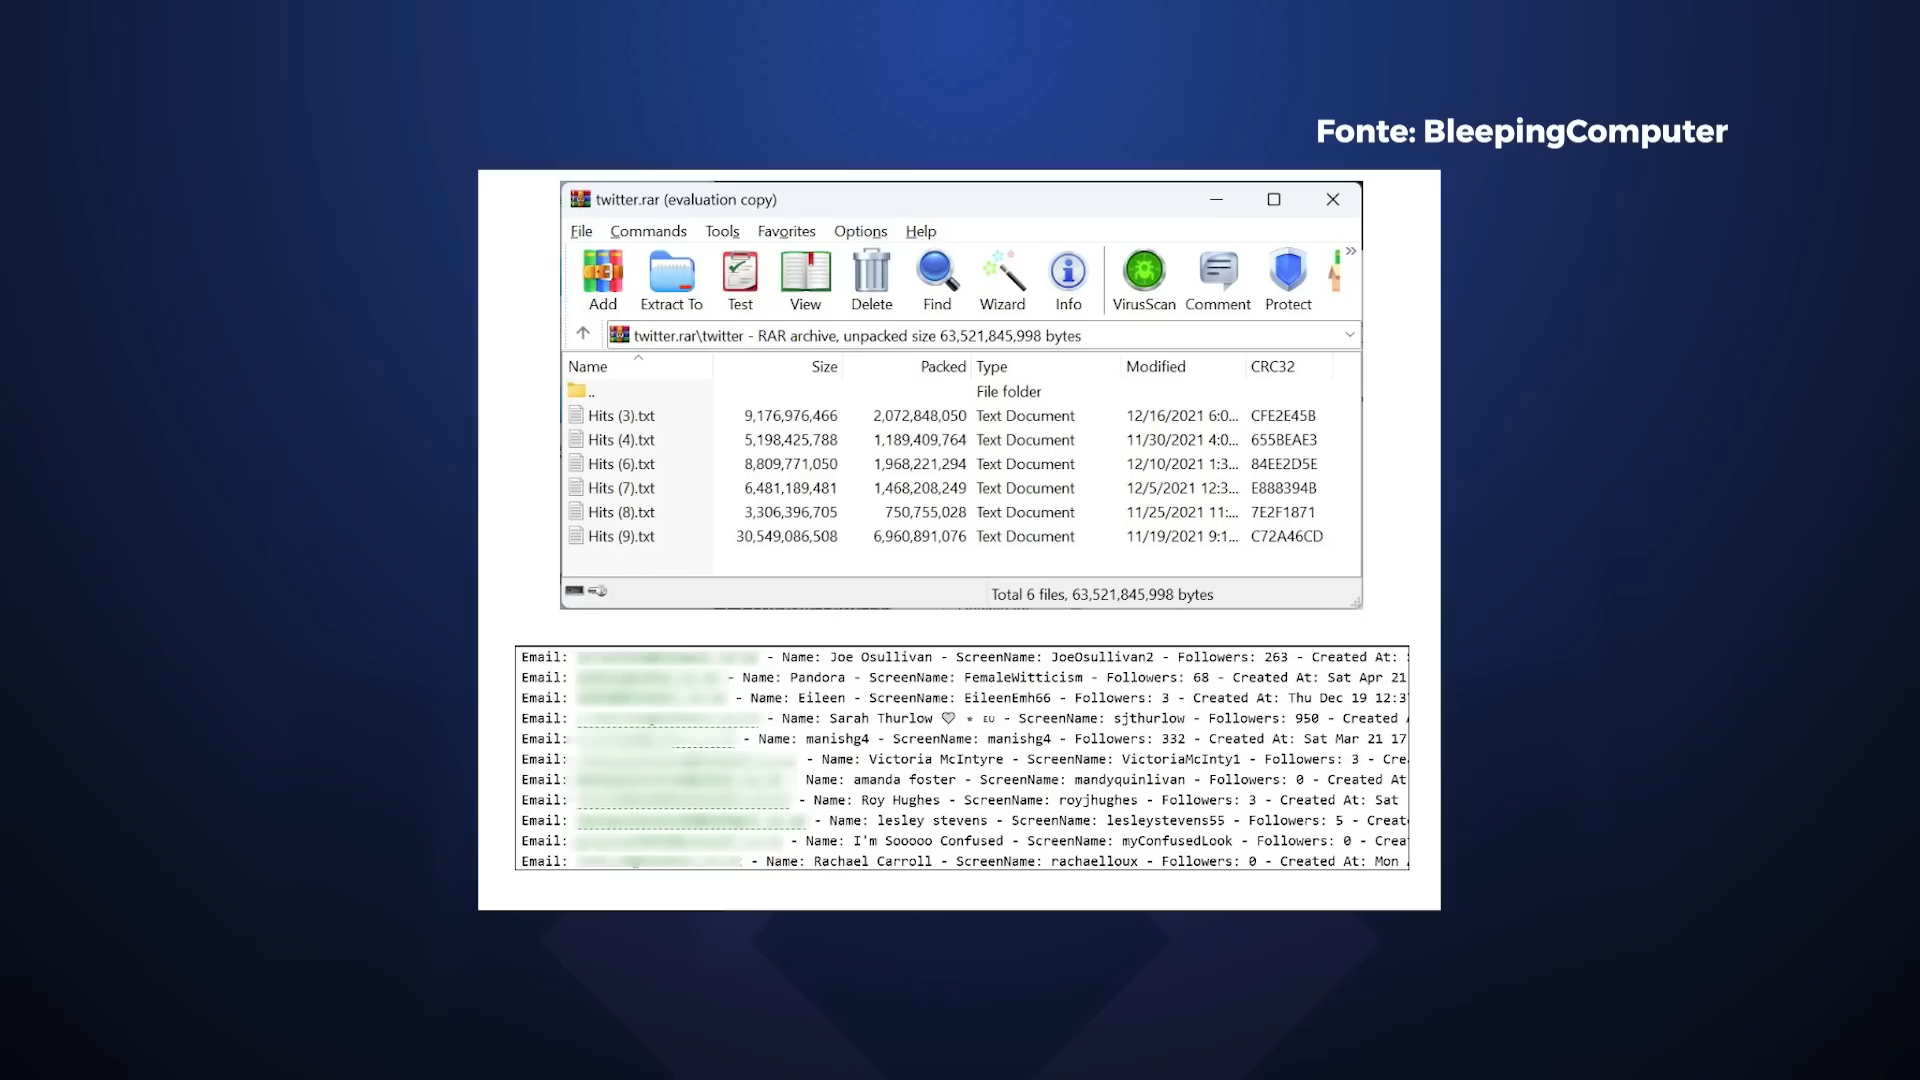 Fonte: BleepingComputer
twitter.rar (evaluation copy)
File Commands Tools Favorites Options Help
Add Extract To Test View Delete Find Wizard Info VirusScan Comment Protect
twitter.rar\twitter - RAR archive, unpacked size 63,521,845,998 bytes
Name Size Packed Type Modified CRC32
.. File folder
Hits (3).txt 9,176,976,466 2,072,848,050 Text Document 12/16/2021 6:0... CFE2E45B
Hits (4).txt 5,198,425,788 1,189,409,764 Text Document 11/30/2021 4:0... 655BEAE3
Hits (6).txt 8,809,771,050 1,968,221,294 Text Document 12/10/2021 1:3... 84EE2D5E
Hits (7).txt 6,481,189,481 1,468,208,249 Text Document 12/5/2021 12:3... E888394B
Hits (8).txt 3,306,396,705 750,755,028 Text Document 11/25/2021 11:... 7E2F1871
Hits (9).txt 30,549,086,508 6,960,891,076 Text Document 11/19/2021 9:1... C72A46CD
Total 6 files, 63,521,845,998 bytes
Email: - Name: Joe Osullivan - ScreenName: JoeOsullivan2 - Followers: 263 - Created At:
Email: - Name: Pandora - ScreenName: FemaleWitticism - Followers: 68 - Created At: Sat Apr 21
Email: - Name: Eileen - ScreenName: EileenEmh66 - Followers: 3 - Created At: Thu Dec 19 12:3
Email: - Name: Sarah Thurlow 🤍 * EU - ScreenName: sjthurlow - Followers: 950 - Created
Email: - Name: manishg4 - ScreenName: manishg4 - Followers: 332 - Created At: Sat Mar 21 17
Email: - Name: Victoria McIntyre - ScreenName: VictoriaMcInty1 - Followers: 3 - Cre
Email: Name: amanda foster - ScreenName: mandyquinlivan - Followers: 0 - Created At
Email: - Name: Roy Hughes - ScreenName: royjhughes - Followers: 3 - Created At: Sat
Email: - Name: lesley stevens - ScreenName: lesleystevens55 - Followers: 5 - Creat
Email: - Name: I'm Sooooo Confused - ScreenName: myConfusedLook - Followers: 0 - Crea
Email: - Name: Rachael Carroll - ScreenName: rachaelloux - Followers: 0 - Created At: Mon